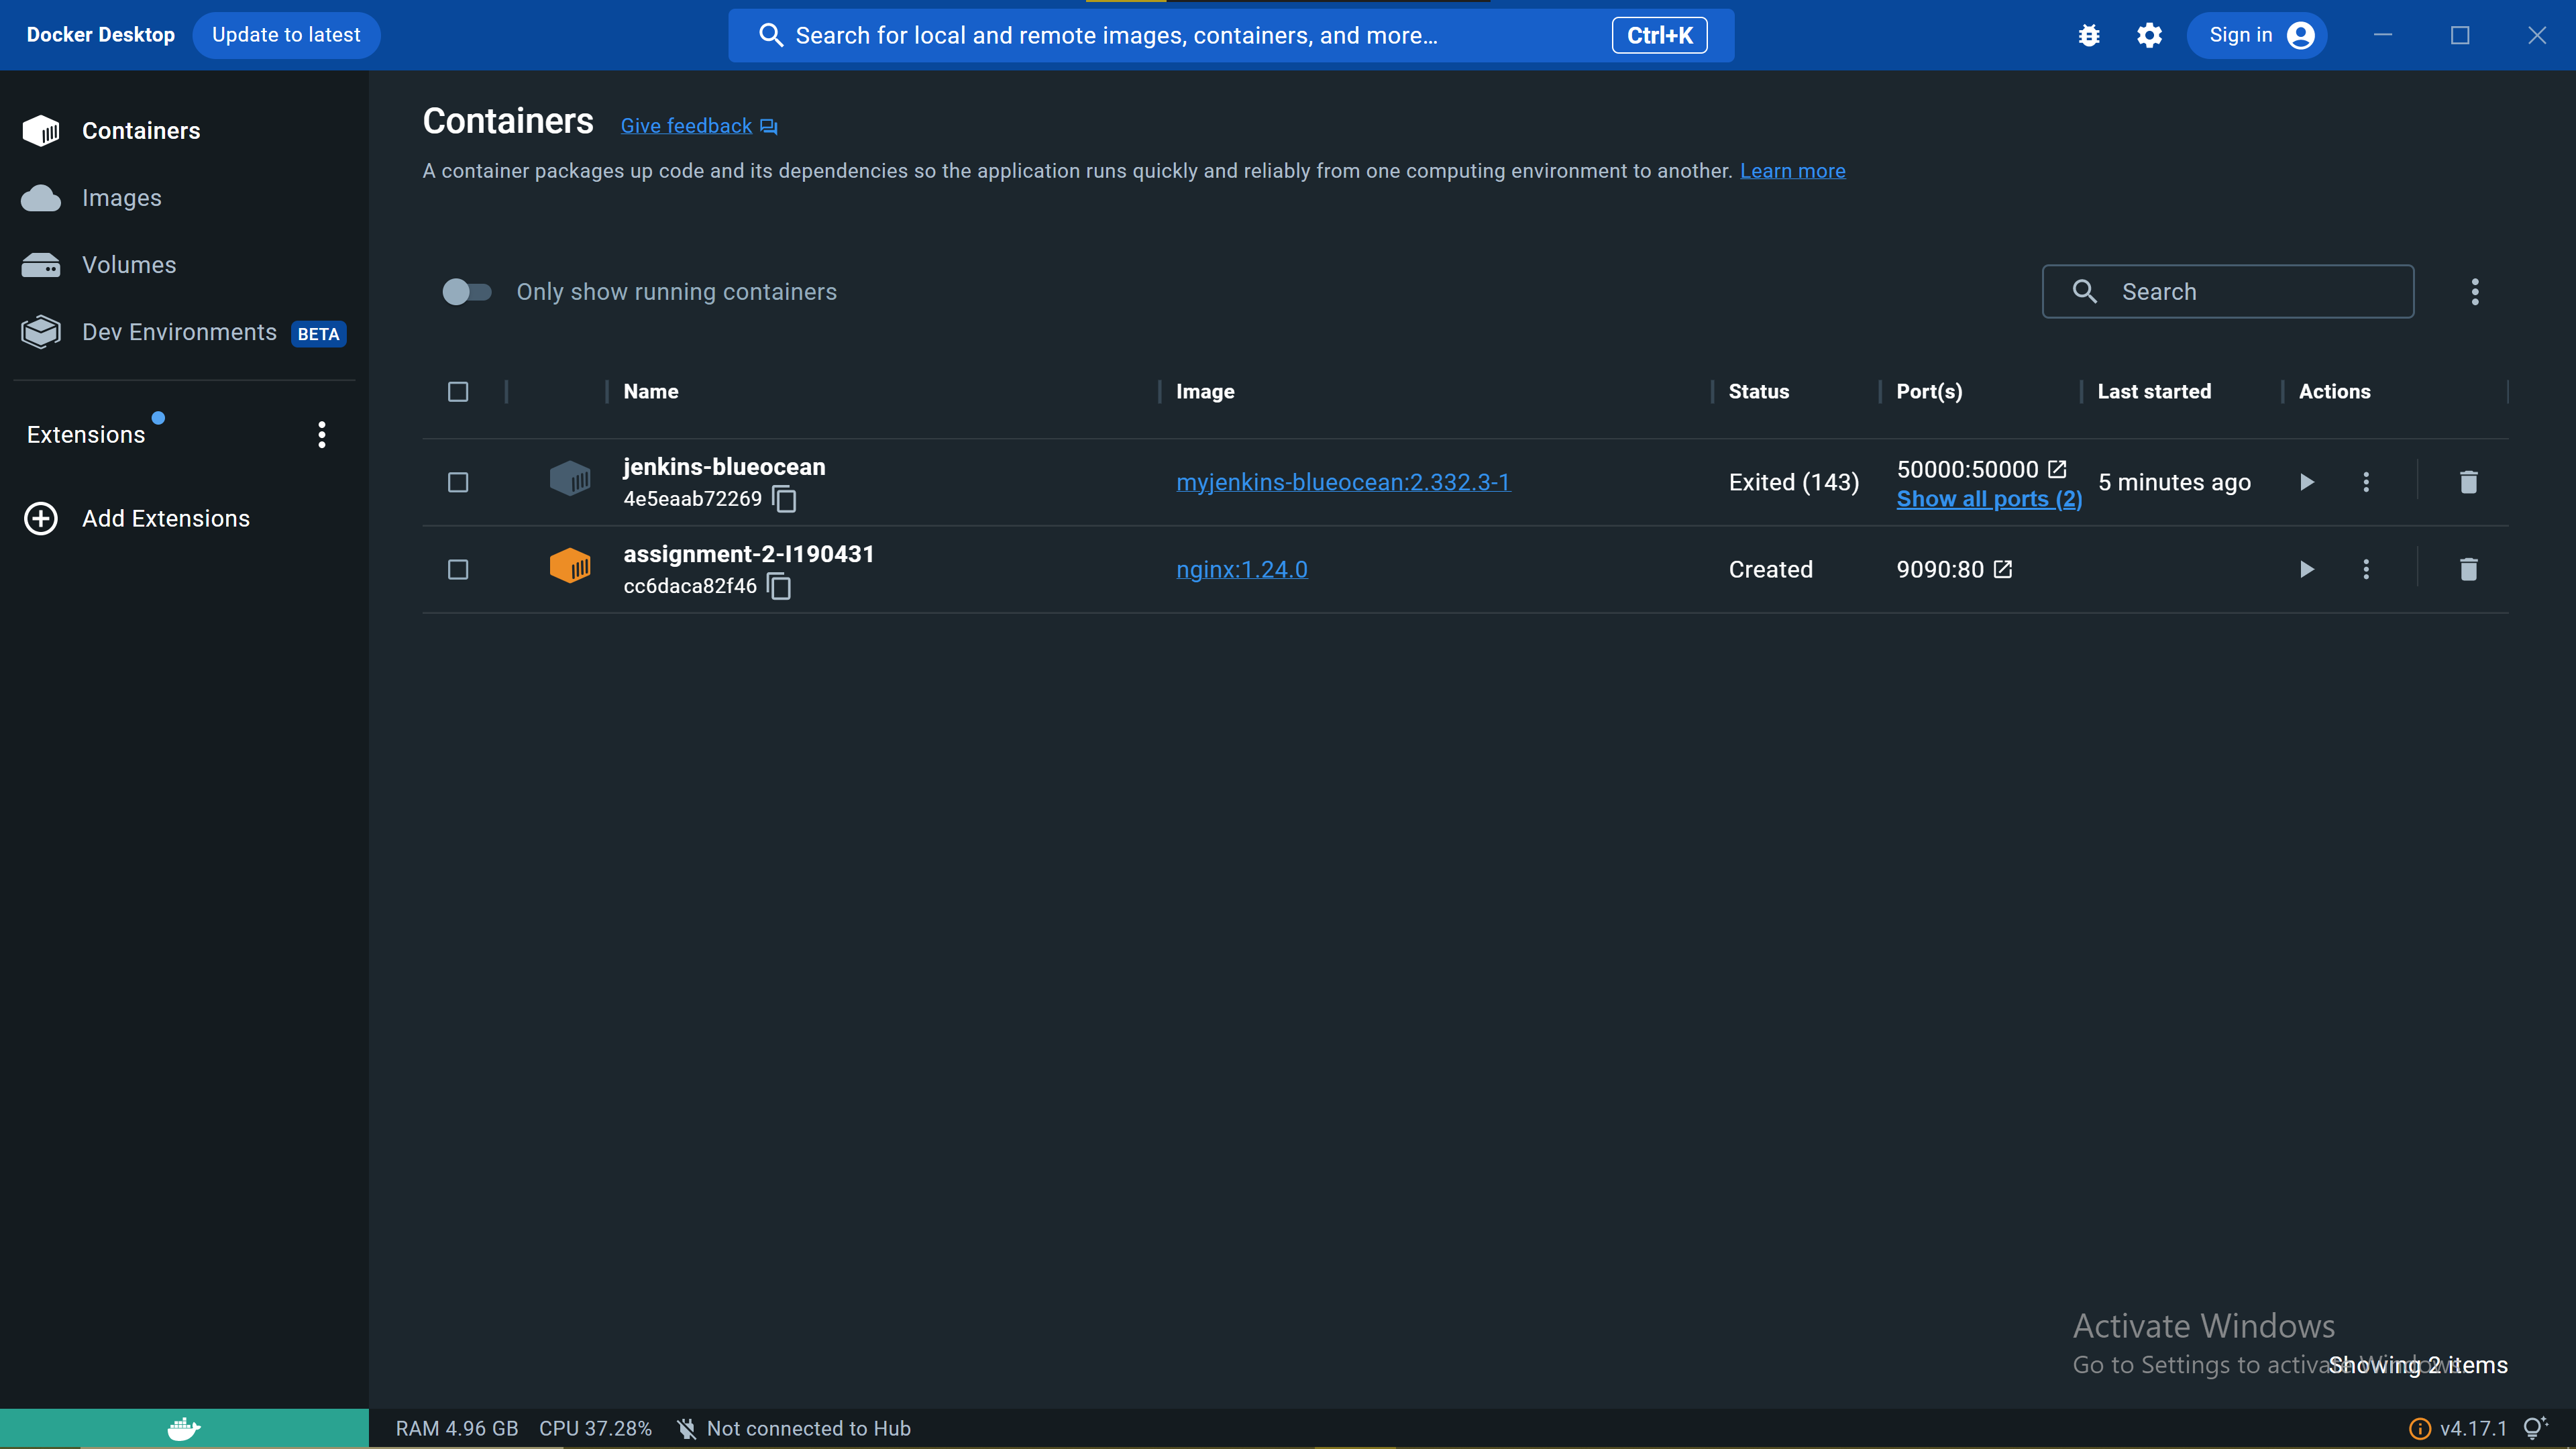 Docker Desktop
Update to latest
Search for local and remote images, containers, and more…
Ctrl+K
Sign in
Containers
Images
Volumes
Dev Environments BETA
Extensions
Add Extensions
Containers
Give feedback
A container packages up code and its dependencies so the application runs quickly and reliably from one computing environment to another. Learn more
Only show running containers
Search
Name Image Status Port(s) Last started Actions
jenkins-blueocean
4e5eaab72269
myjenkins-blueocean:2.332.3-1
Exited (143)
50000:50000
Show all ports (2)
5 minutes ago
assignment-2-I190431
cc6daca82f46
nginx:1.24.0
Created
9090:80
Activate Windows
Go to Settings to activate Windows.
Showing 2 items
RAM 4.96 GB CPU 37.28% Not connected to Hub
v4.17.1